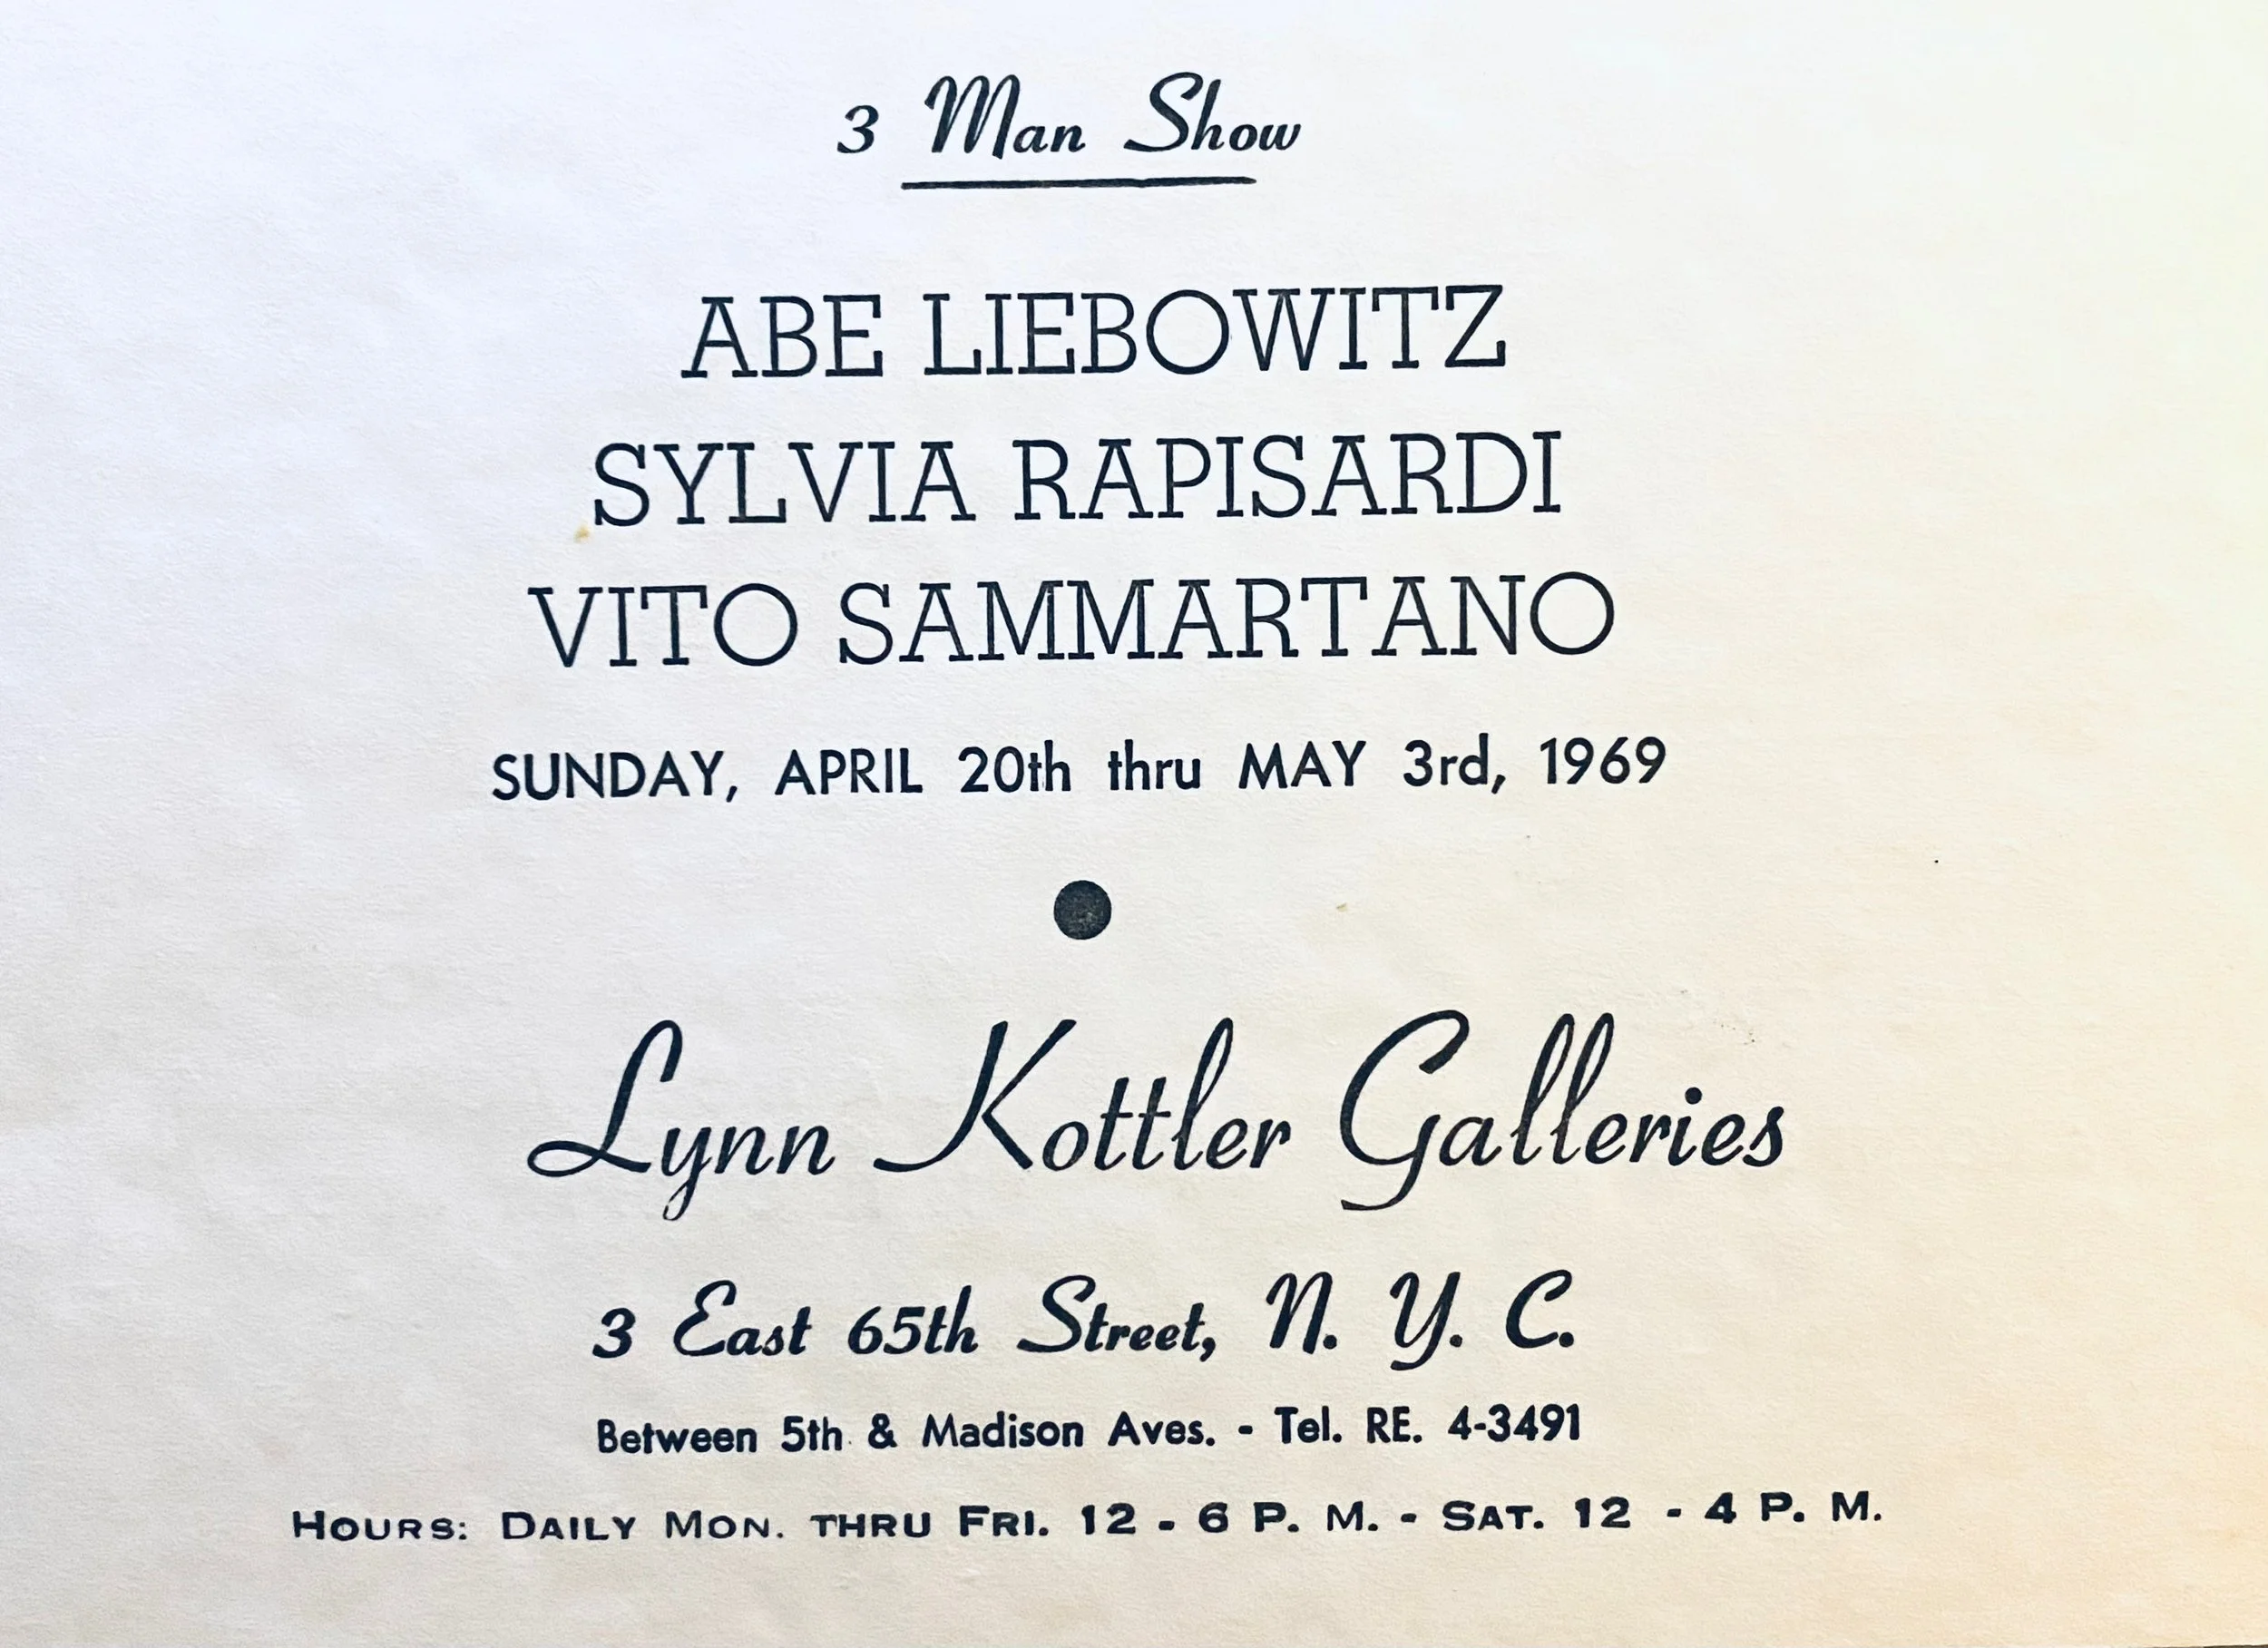 3 Man Show
ABE LIEBOWITZ
SYLVIA RAPISARDI
VITO SAMMARTANO
SUNDAY, APRIL 20th thru MAY 3rd, 1969
Lynn Kottler Galleries
3 East 65th Street, N. Y. C.
Between 5th & Madison Aves. - Tel. RE. 4-3491
HOURS: DAILY MON. THRU FRI. 12 - 6 P. M. - SAT. 12 - 4 P. M.